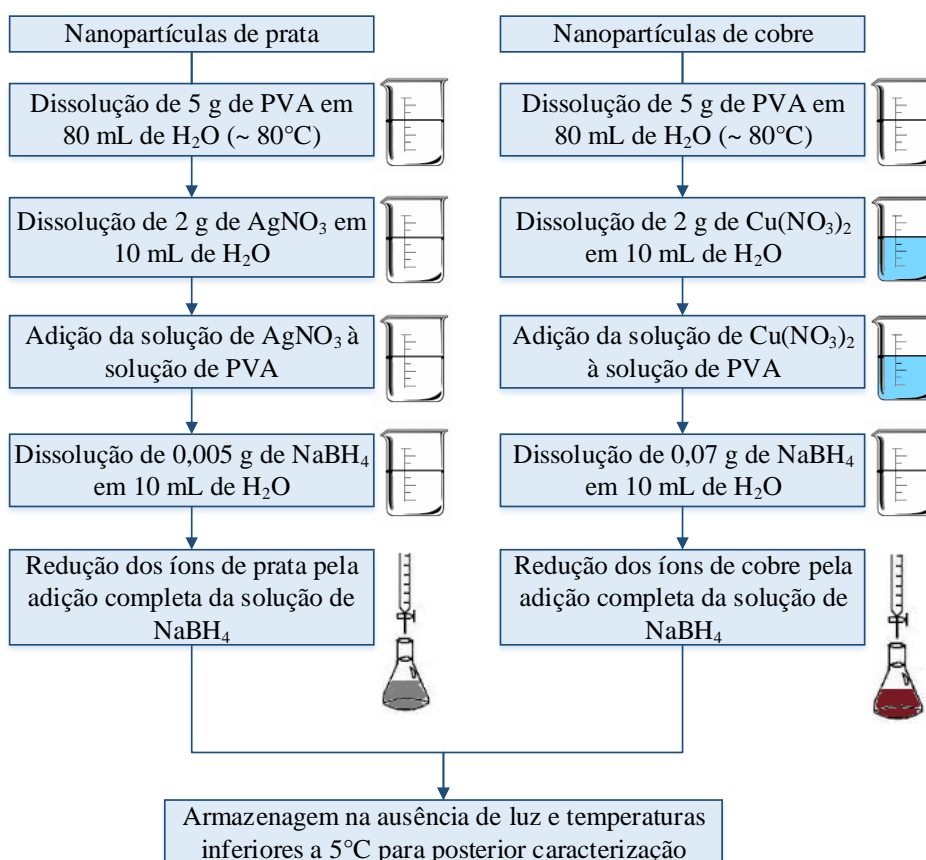 Nanopartículas de prata
Dissolução de 5 g de PVA em
80 mL de H₂O (~ 80°C)
Dissolução de 2 g de AgNO₃ em
10 mL de H₂O
Adição da solução de AgNO₃ à
solução de PVA
Dissolução de 0,005 g de NaBH₄
em 10 mL de H₂O
Redução dos íons de prata pela
adição completa da solução de
NaBH₄
Nanopartículas de cobre
Dissolução de 5 g de PVA em
80 mL de H₂O (~ 80°C)
Dissolução de 2 g de Cu(NO₃)₂
em 10 mL de H₂O
Adição da solução de Cu(NO₃)₂
à solução de PVA
Dissolução de 0,07 g de NaBH₄
em 10 mL de H₂O
Redução dos íons de cobre pela
adição completa da solução de
NaBH₄
Armazenagem na ausência de luz e temperaturas
inferiores a 5°C para posterior caracterização